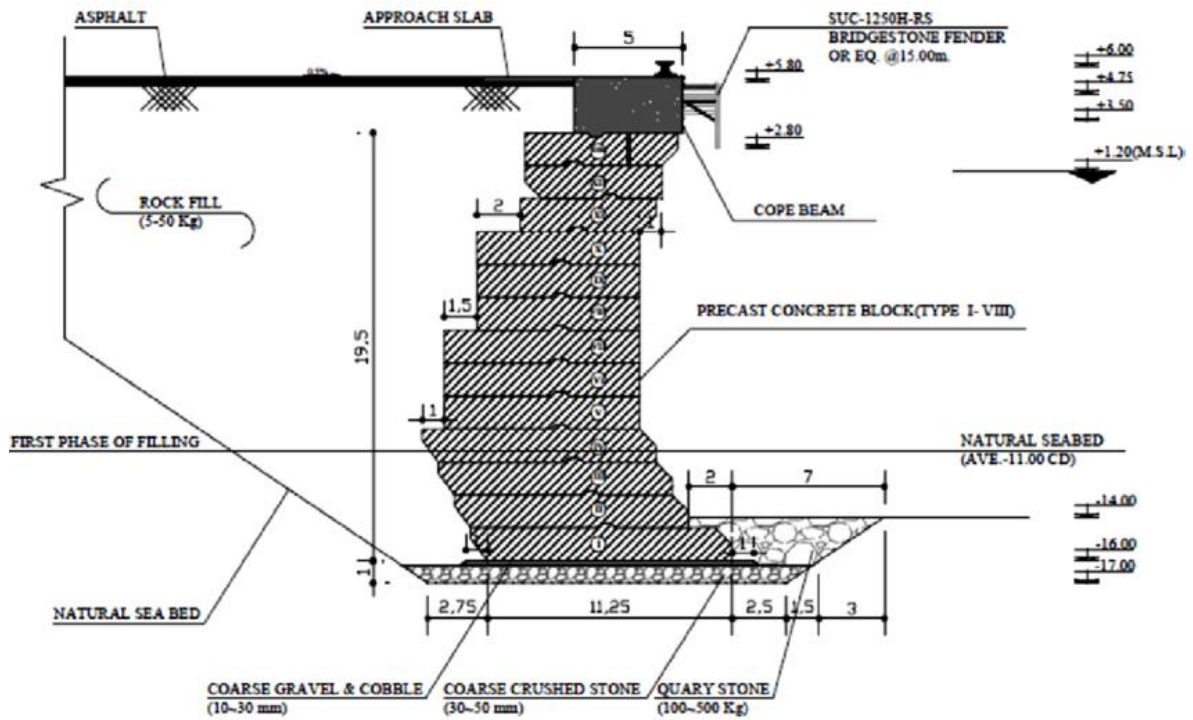 ASPHALT
APPROACH SLAB
SUC-1250H-RS
BRIDGESTONE FENDER
OR EQ. @15.00m.
5
+5.80
+6.00
+4.75
+3.50
+2.80
+1.20(M.S.L)
ROCK FILL
(5-50 Kg)
2
1
COPE BEAM
1,5
PRECAST CONCRETE BLOCK(TYPE I- VIII)
19,5
1
FIRST PHASE OF FILLING
NATURAL SEABED
(AVE.-11.00 CD)
2
7
-14.00
I
1
-16.00
1
-17.00
NATURAL SEA BED
2,75
11,25
2,5
1,5
3
COARSE GRAVEL & COBBLE
(10~30 mm)
COARSE CRUSHED STONE
(30~50 mm)
QUARY STONE
(100~500 Kg)